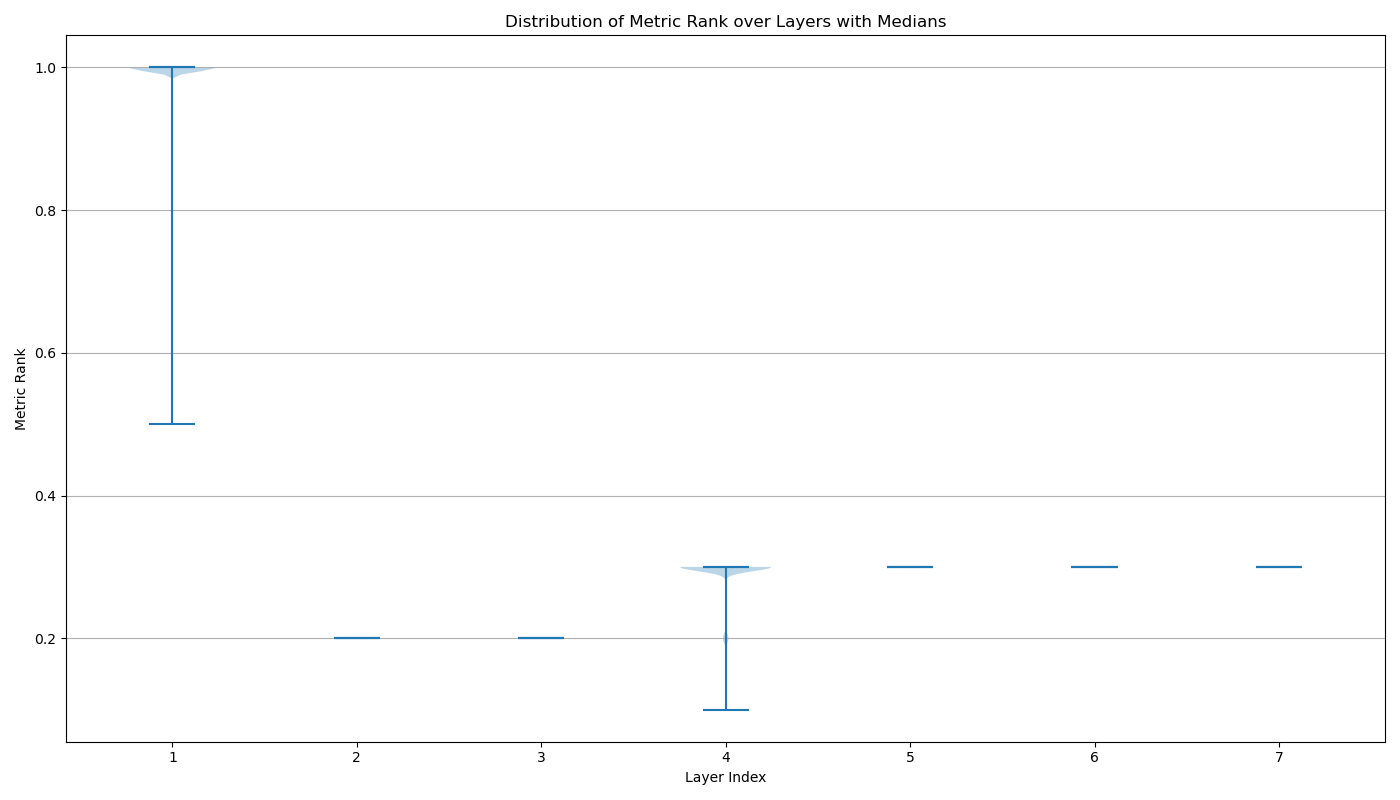 Distribution of Metric Rank over Layers with Medians
1.0
0.8
0.6
0.4
0.2
Metric Rank
1 2 3 4 5 6 7
Layer Index